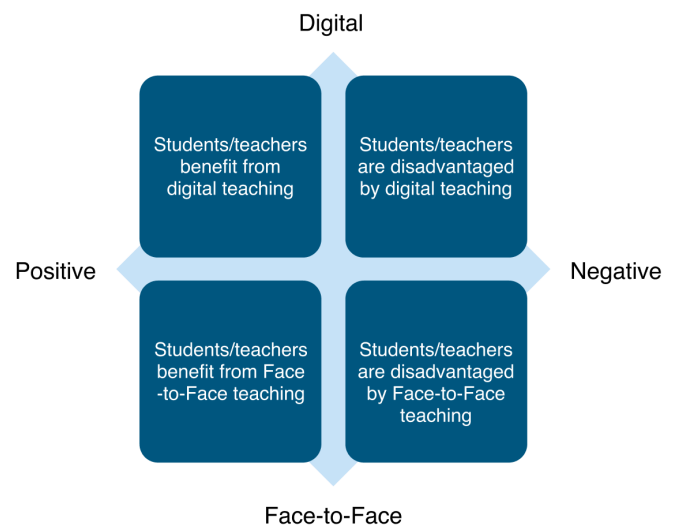 Digital
Students/teachers
benefit from
digital teaching
Students/teachers
are disadvantaged
by digital teaching
Positive
Negative
Students/teachers
benefit from Face
-to-Face teaching
Students/teachers
are disadvantaged
by Face-to-Face
teaching
Face-to-Face